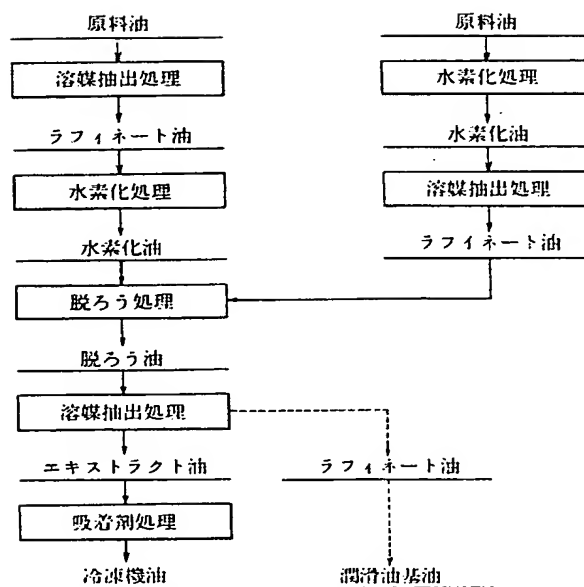 原料油
溶媒抽出処理
ラフィネート油
水素化処理
水素化油
脱ろう処理
脱ろう油
溶媒抽出処理
エキストラクト油
吸着剤処理
冷凍機油
原料油
水素化処理
水素化油
溶媒抽出処理
ラフィネート油
ラフィネート油
潤滑油基油